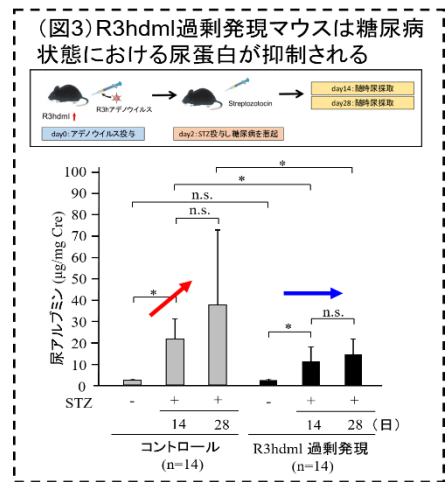 (図3)R3hdml過剰発現マウスは糖尿病
状態における尿蛋白が抑制される
R3hdml
R3hアデノウイルス
Streptozotocin
day0:アデノウイルス投与
day2:STZ投与し糖尿病を惹起
day14:随時尿採取
day28:随時尿採取
*
*
n.s.
n.s.
*
*
n.s.
尿アルブミン (μg/mg Cre)
100
90
80
70
60
50
40
30
20
10
0
STZ - + + - + +
14 28 14 28 (日)
コントロール R3hdml 過剰発現
(n=14) (n=14)